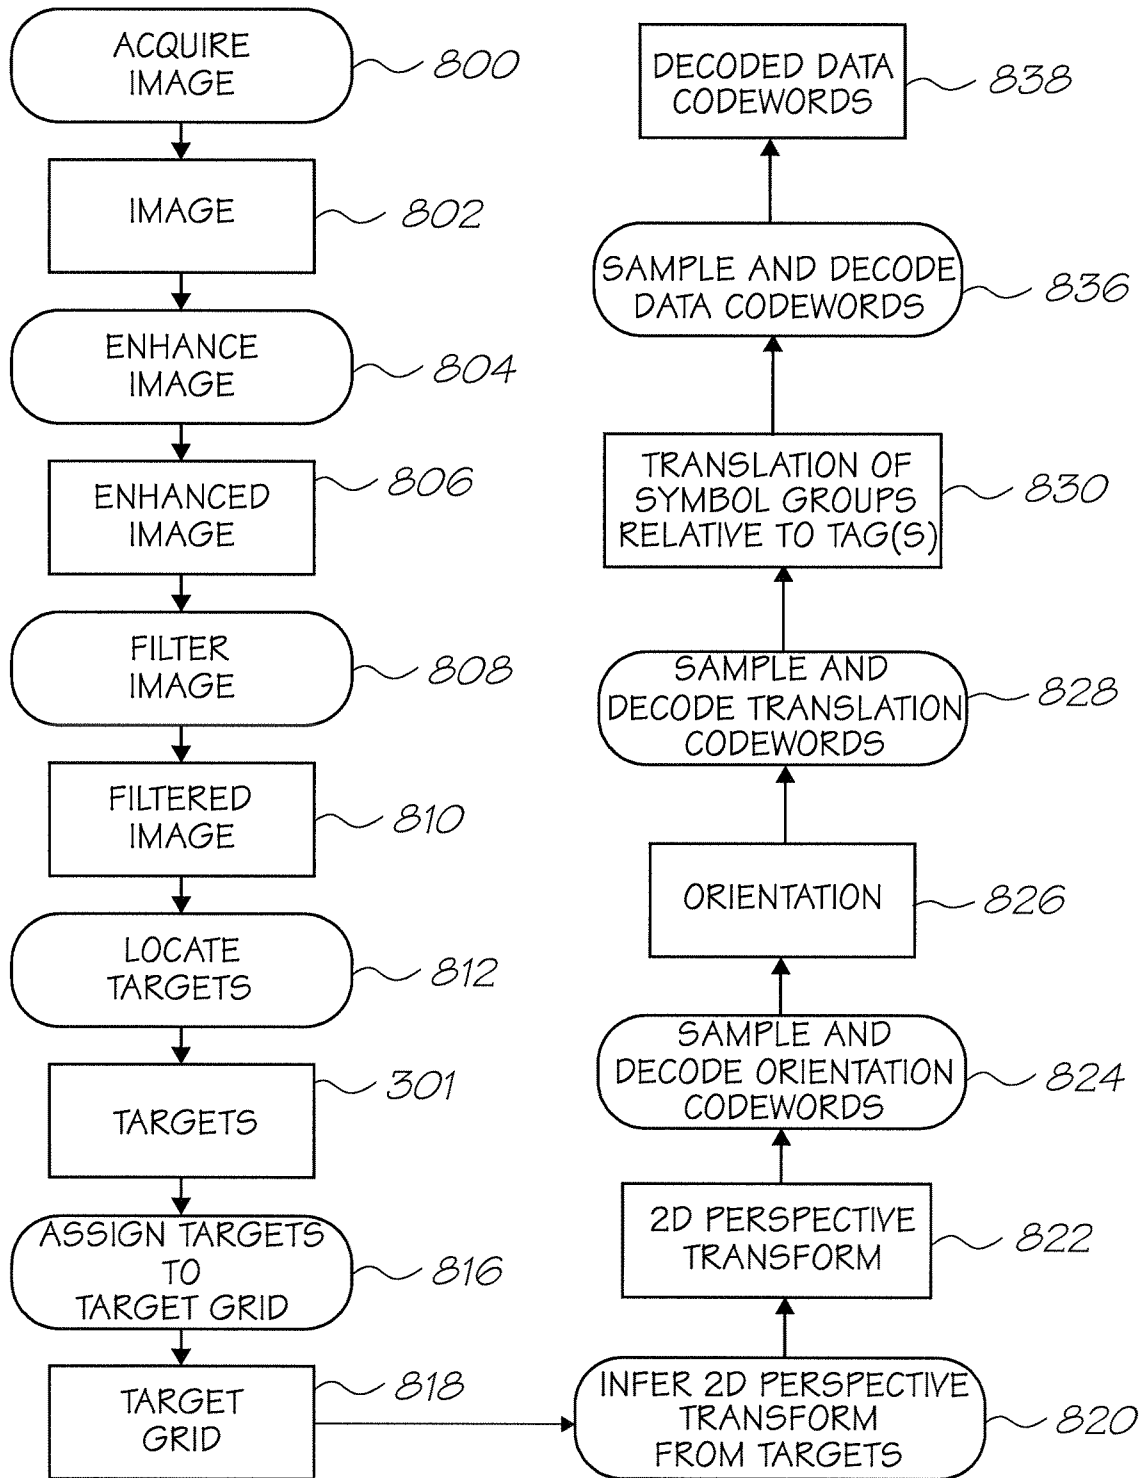 ACQUIRE
IMAGE
800
IMAGE
802
ENHANCE
IMAGE
804
ENHANCED
IMAGE
806
FILTER
IMAGE
808
FILTERED
IMAGE
810
LOCATE
TARGETS
812
TARGETS
301
ASSIGN TARGETS
TO
TARGET GRID
816
TARGET
GRID
818
INFER 2D PERSPECTIVE
TRANSFORM
FROM TARGETS
820
2D PERSPECTIVE
TRANSFORM
822
SAMPLE AND
DECODE ORIENTATION
CODEWORDS
824
ORIENTATION
826
SAMPLE AND
DECODE TRANSLATION
CODEWORDS
828
TRANSLATION OF
SYMBOL GROUPS
RELATIVE TO TAG(S)
830
SAMPLE AND DECODE
DATA CODEWORDS
836
DECODED DATA
CODEWORDS
838